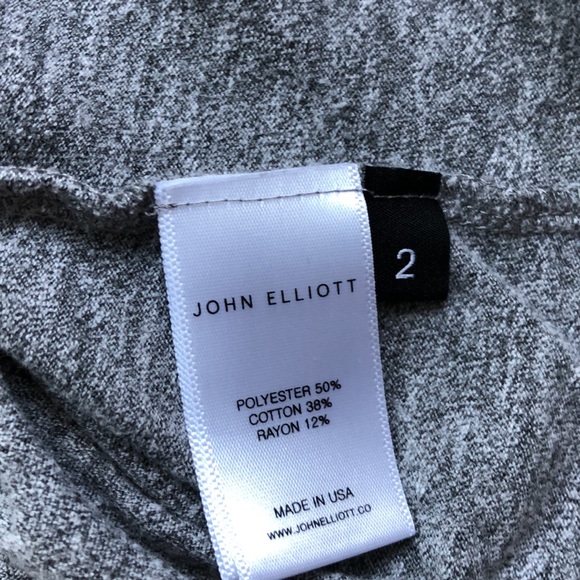 JOHN ELLIOTT
2
POLYESTER 50%
COTTON 38%
RAYON 12%
MADE IN USA
WWW.JOHNELLIOTT.CO